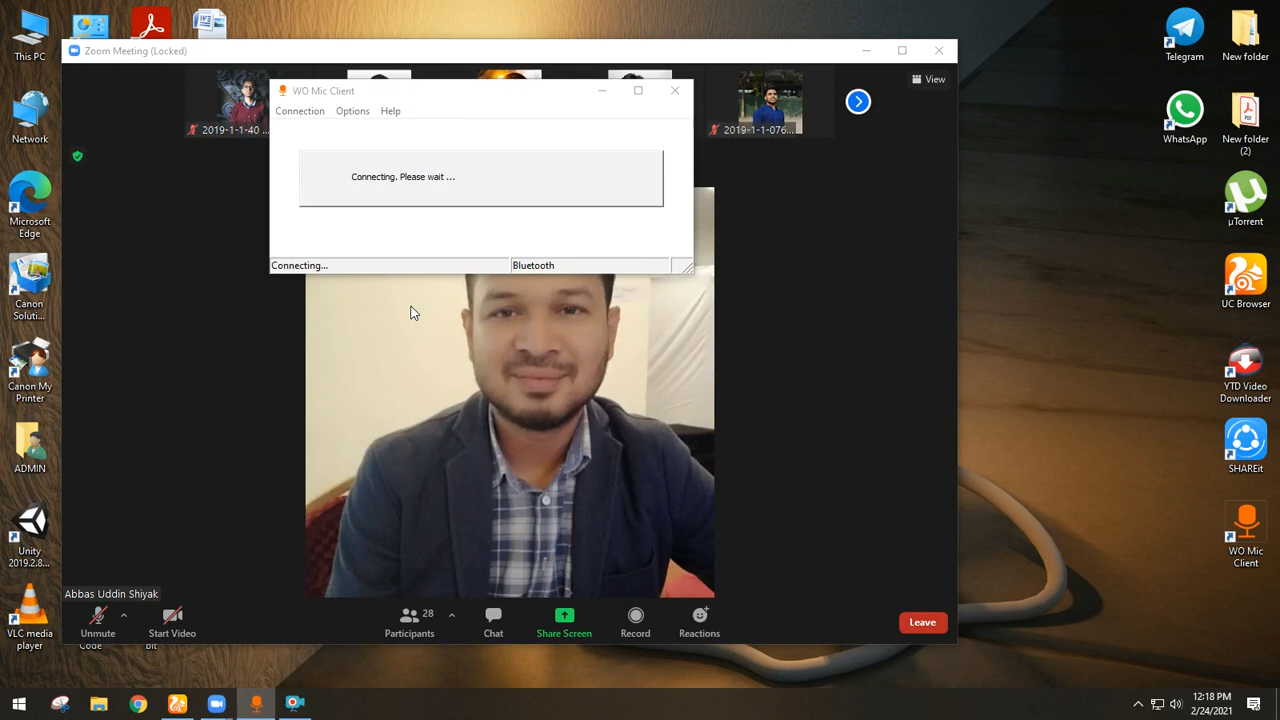 This PC
Network
Microsoft
Edge
Canon
Soluti...
Canon My
Printer
ADMIN
Unity
2019.2.8...
VLC media
player
Code
bit
Zoom Meeting (Locked)
View
2019-1-1-40 ...
2019-1-1-076...
WO Mic Client
Connection
Options
Help
Connecting. Please wait ...
Connecting...
Bluetooth
Abbas Uddin Shiyak
Unmute
Start Video
28
Participants
Chat
Share Screen
Record
Reactions
Leave
Telegram
New folder
WhatsApp
New folder
(2)
µTorrent
UC Browser
YTD Video
Downloader
SHAREit
WO Mic
Client
12:18 PM
2/24/2021